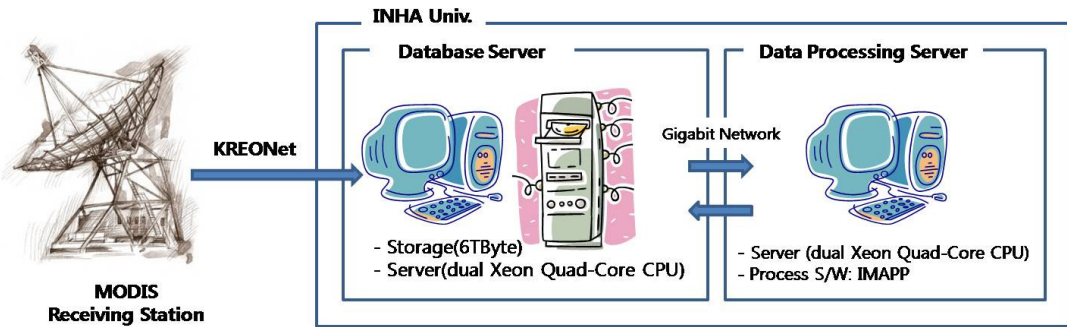 INHA Univ.
Database Server
Data Processing Server
KREONet
Gigabit Network
- Storage(6TByte)
- Server(dual Xeon Quad-Core CPU)
- Server (dual Xeon Quad-Core CPU)
- Process S/W: IMAPP
MODIS
Receiving Station